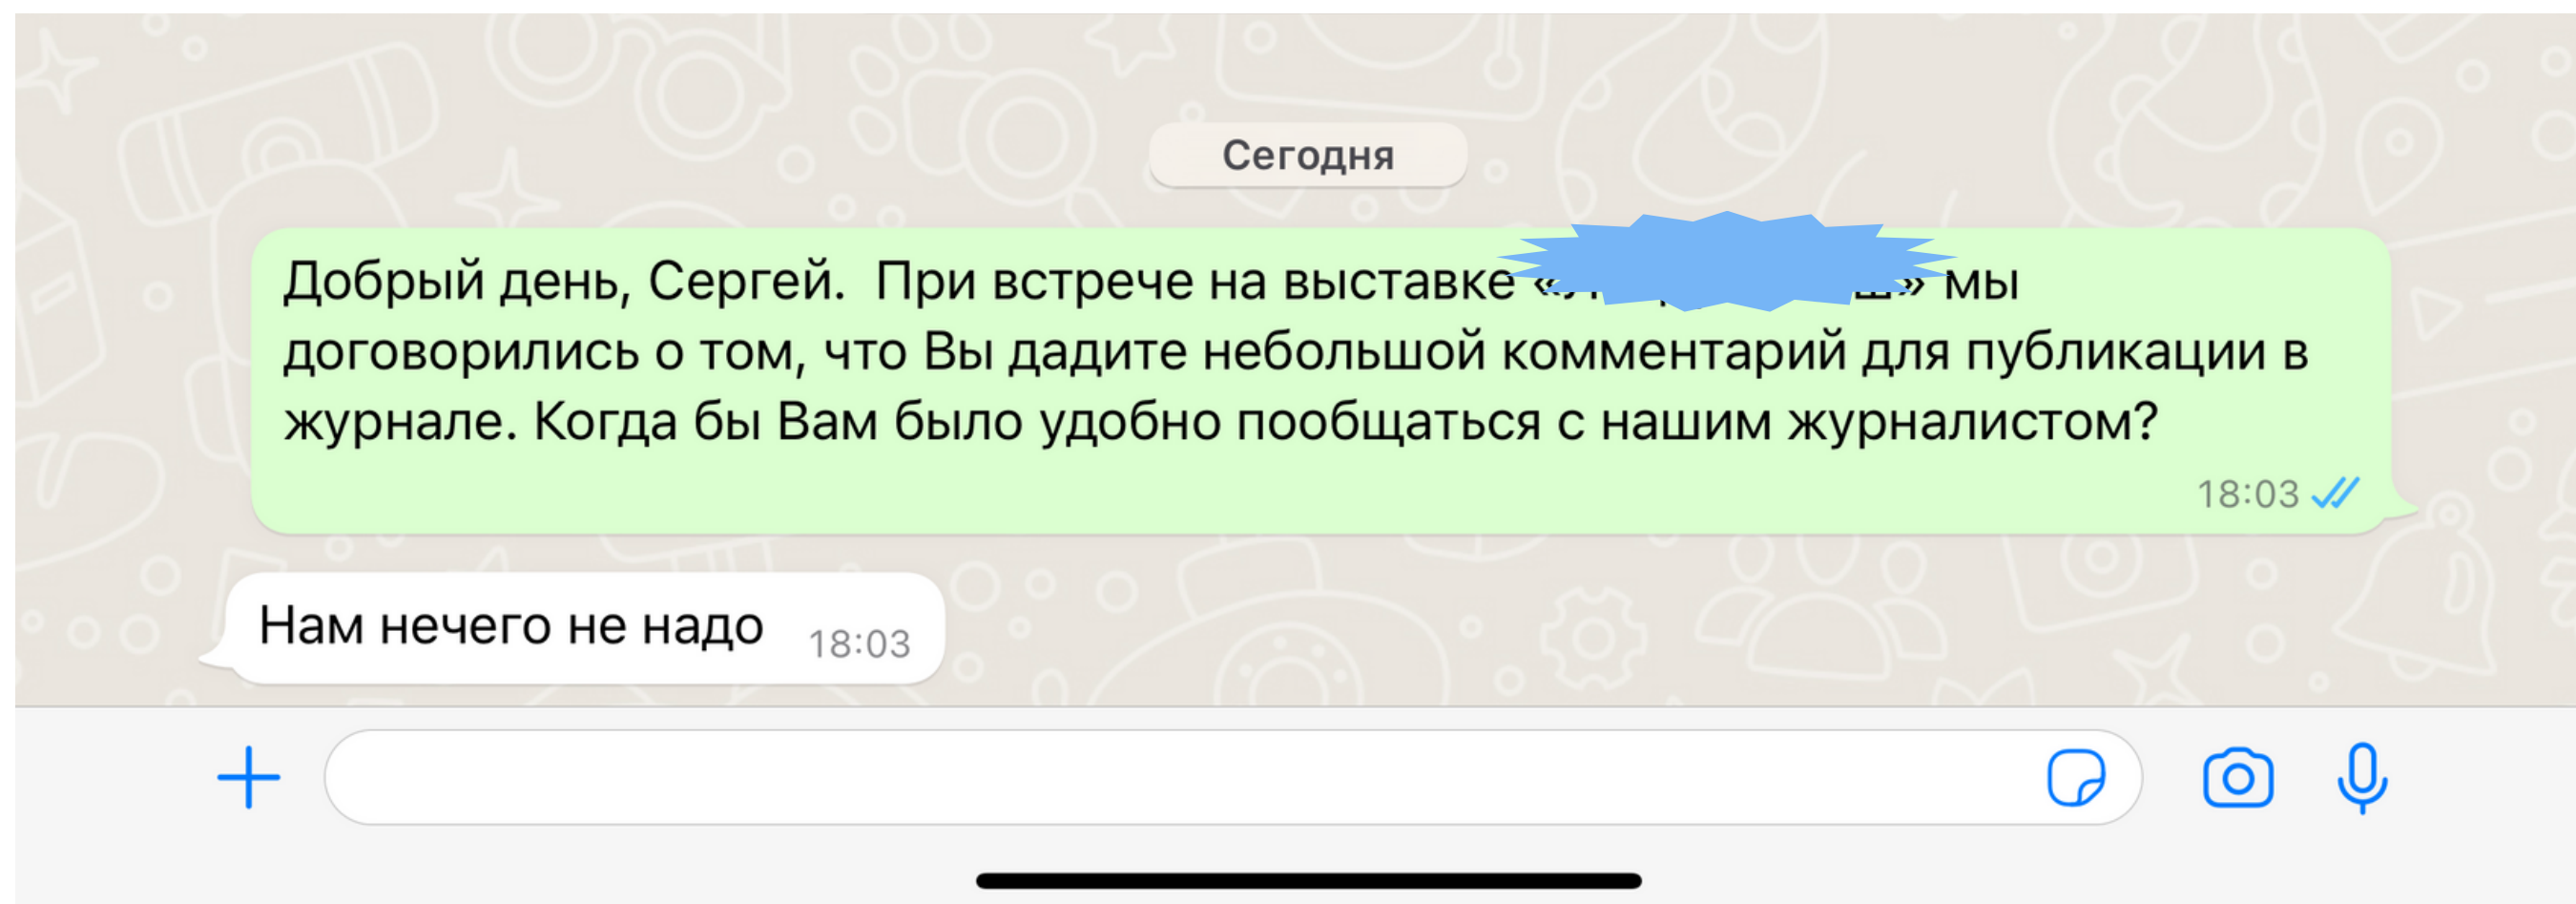 Сегодня
Добрый день, Сергей. При встрече на выставке мы
договорились о том, что Вы дадите небольшой комментарий для публикации в
журнале. Когда бы Вам было удобно пообщаться с нашим журналистом?
18:03
Нам нечего не надо 18:03